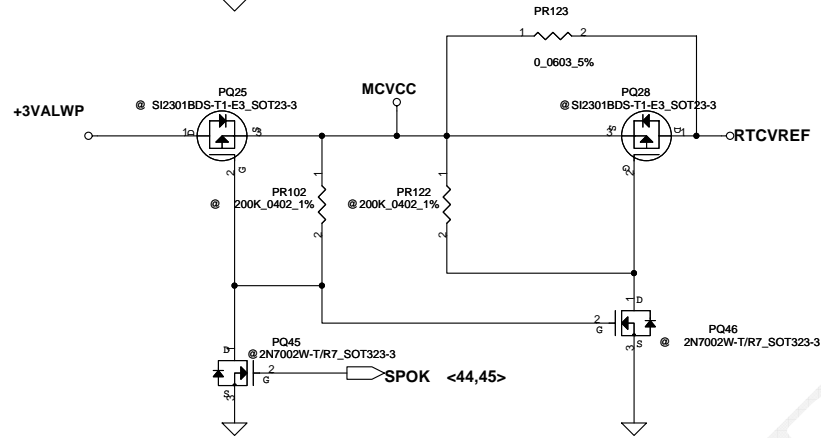 PR123
1 2
0_0603_5%
PQ25
@ SI2301BDS-T1-E3_SOT23-3
MCVCC
PQ28
@SI2301BDS-T1-E3_SOT23-3
+3VALWP
1 D S 3
3 S D 1
RTCVREF
2 G
2 G
1
1
PR102
@ 200K_0402_1%
PR122
@ 200K_0402_1%
2
2
1 D
2 G
S
3
PQ46
@ 2N7002W-T/R7_SOT323-3
PQ45
@ 2N7002W-T/R7_SOT323-3
D 1
2 G
S
3
SPOK <44,45>